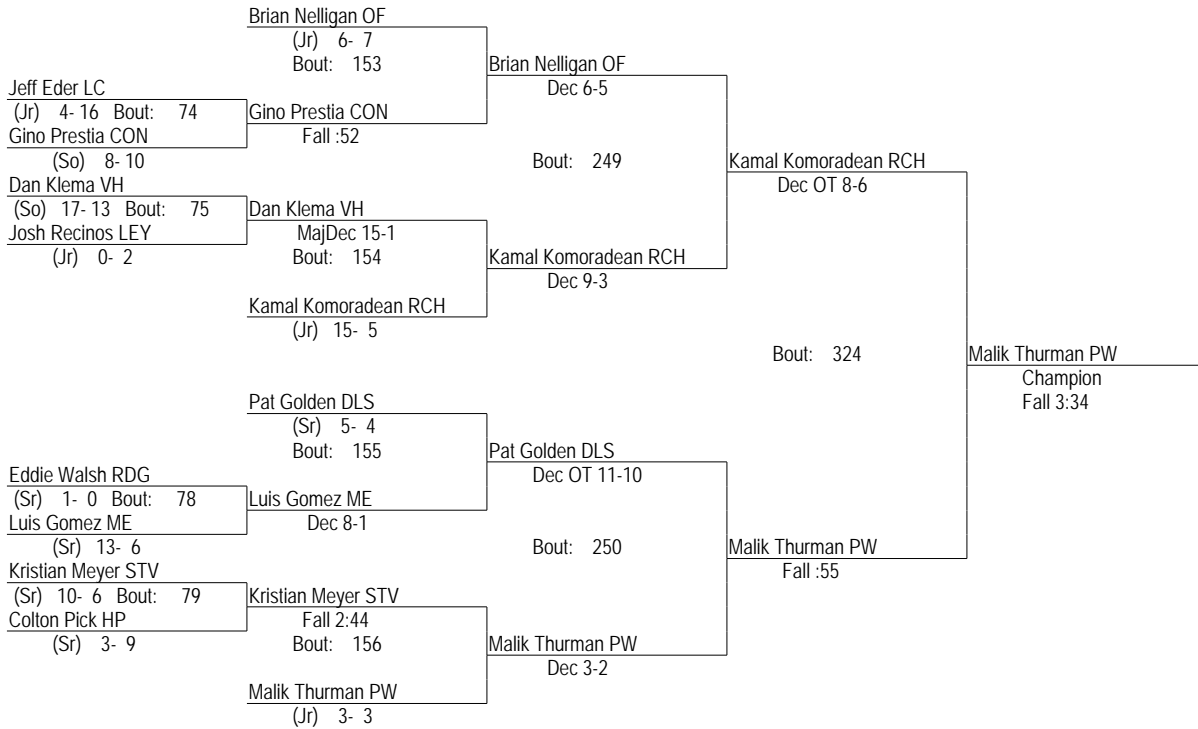 Brian Nelligan OF
(Jr) 6- 7
Bout: 153
Brian Nelligan OF
Dec 6-5
Jeff Eder LC
(Jr) 4- 16 Bout: 74
Gino Prestia CON
Gino Prestia CON
Fall :52
(So) 8- 10
Bout: 249
Kamal Komoradean RCH
Dec OT 8-6
Dan Klema VH
(So) 17- 13 Bout: 75
Dan Klema VH
Josh Recinos LEY
MajDec 15-1
(Jr) 0- 2
Bout: 154
Kamal Komoradean RCH
Dec 9-3
Kamal Komoradean RCH
(Jr) 15- 5
Bout: 324
Malik Thurman PW
Champion
Fall 3:34
Pat Golden DLS
(Sr) 5- 4
Bout: 155
Pat Golden DLS
Dec OT 11-10
Eddie Walsh RDG
(Sr) 1- 0 Bout: 78
Luis Gomez ME
Luis Gomez ME
Dec 8-1
(Sr) 13- 6
Bout: 250
Malik Thurman PW
Fall :55
Kristian Meyer STV
(Sr) 10- 6 Bout: 79
Kristian Meyer STV
Colton Pick HP
Fall 2:44
(Sr) 3- 9
Bout: 156
Malik Thurman PW
Dec 3-2
Malik Thurman PW
(Jr) 3- 3